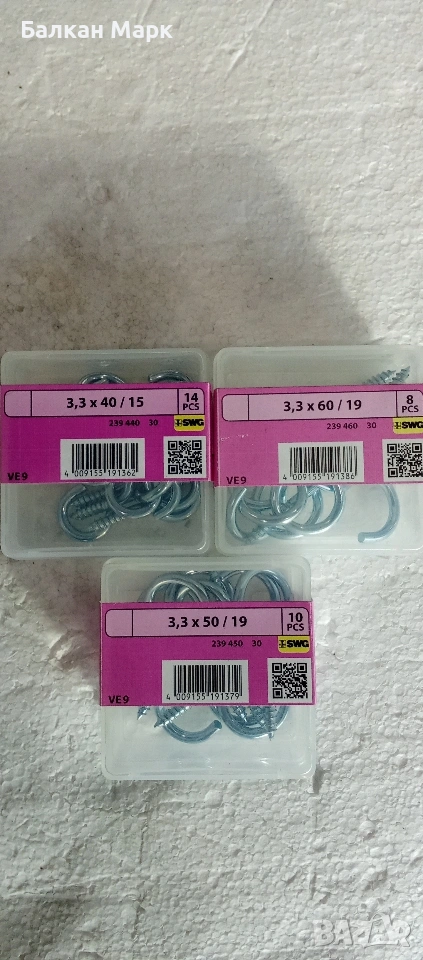 Балкан Марк
3,3 x 40 / 15
14
PCS
239 440 30
SWG
VE9
4 009155 191362
3,3 x 60 / 19
8
PCS
239 460 30
SWG
VE9
4 009155 191386
3,3 x 50 / 19
10
PCS
239 450 30
SWG
VE9
4 009155 191379
BAZAR